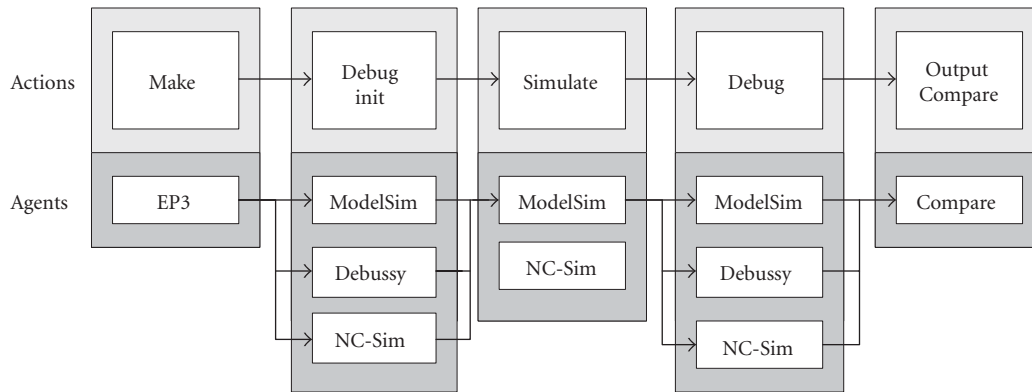 Actions
Make
Debug
init
Simulate
Debug
Output
Compare
Agents
EP3
ModelSim
ModelSim
ModelSim
Compare
Debussy
NC-Sim
Debussy
NC-Sim
NC-Sim